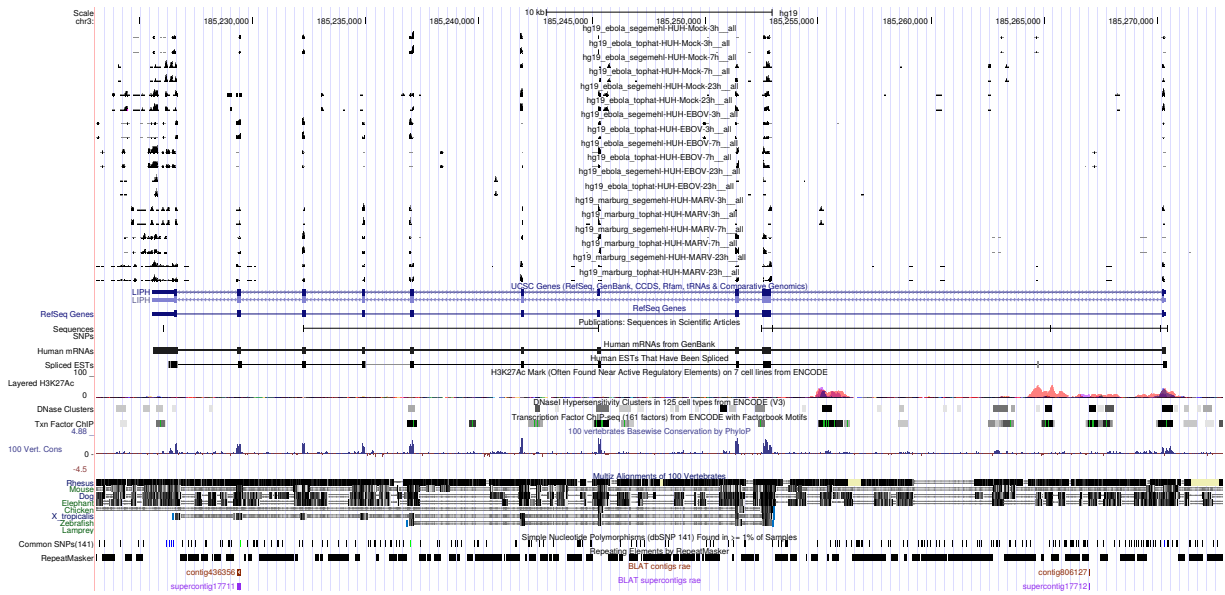 Scale 10 kb hg19
chr3: 185,230,000 185,235,000 185,240,000 185,245,000 185,250,000 185,255,000 185,260,000 185,265,000 185,270,000
hg19_ebola_segemehl-HUH-Mock-3h__all
hg19_ebola_tophat-HUH-Mock-3h__all
hg19_ebola_segemehl-HUH-Mock-7h__all
hg19_ebola_tophat-HUH-Mock-7h__all
hg19_ebola_segemehl-HUH-Mock-23h__all
hg19_ebola_tophat-HUH-Mock-23h__all
hg19_ebola_segemehl-HUH-EBOV-3h__all
hg19_ebola_tophat-HUH-EBOV-3h__all
hg19_ebola_segemehl-HUH-EBOV-7h__all
hg19_ebola_tophat-HUH-EBOV-7h__all
hg19_ebola_segemehl-HUH-EBOV-23h__all
hg19_ebola_tophat-HUH-EBOV-23h__all
hg19_marburg_segemehl-HUH-MARV-3h__all
hg19_marburg_tophat-HUH-MARV-3h__all
hg19_marburg_segemehl-HUH-MARV-7h__all
hg19_marburg_tophat-HUH-MARV-7h__all
hg19_marburg_segemehl-HUH-MARV-23h__all
hg19_marburg_tophat-HUH-MARV-23h__all
UCSC Genes (RefSeq, GenBank, CCDS, Rfam, tRNAs & Comparative Genomics)
LIPH
LIPH
RefSeq Genes
RefSeq Genes
Publications: Sequences in Scientific Articles
Sequences
SNPs
Human mRNAs from GenBank
Human mRNAs
Human ESTs That Have Been Spliced
Spliced ESTs
H3K27Ac Mark (Often Found Near Active Regulatory Elements) on 7 cell lines from ENCODE
100
Layered H3K27Ac
0
DNaseI Hypersensitivity Clusters in 125 cell types from ENCODE (V3)
DNase Clusters
Transcription Factor ChIP-seq (161 factors) from ENCODE with Factorbook Motifs
Txn Factor ChIP
100 vertebrates Basewise Conservation by PhyloP
4.88
100 Vert. Cons
0
-4.5
Multiz Alignments of 100 Vertebrates
Rhesus
Mouse
Dog
Elephant
Chicken
X_tropicalis
Zebrafish
Lamprey
Simple Nucleotide Polymorphisms (dbSNP 141) Found in >= 1% of Samples
Common SNPs(141)
Repeating Elements by RepeatMasker
RepeatMasker
BLAT contigs rae
contig436356 contig806127
BLAT supercontigs rae
supercontig17711 supercontig17712